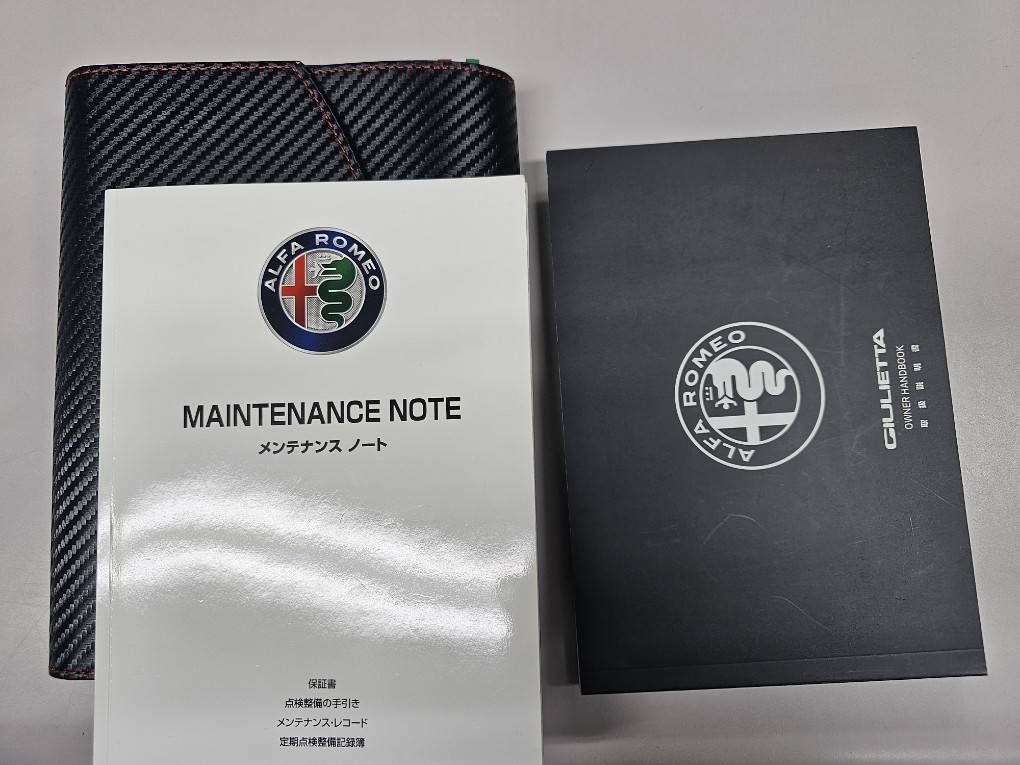 ALFA ROMEO
MAINTENANCE NOTE
メンテナンス ノート
保証書
点検整備の手引き
メンテナンス・レコード
定期点検整備記録簿
ALFA ROMEO
GIULIETTA
OWNER HANDBOOK
取扱説明書